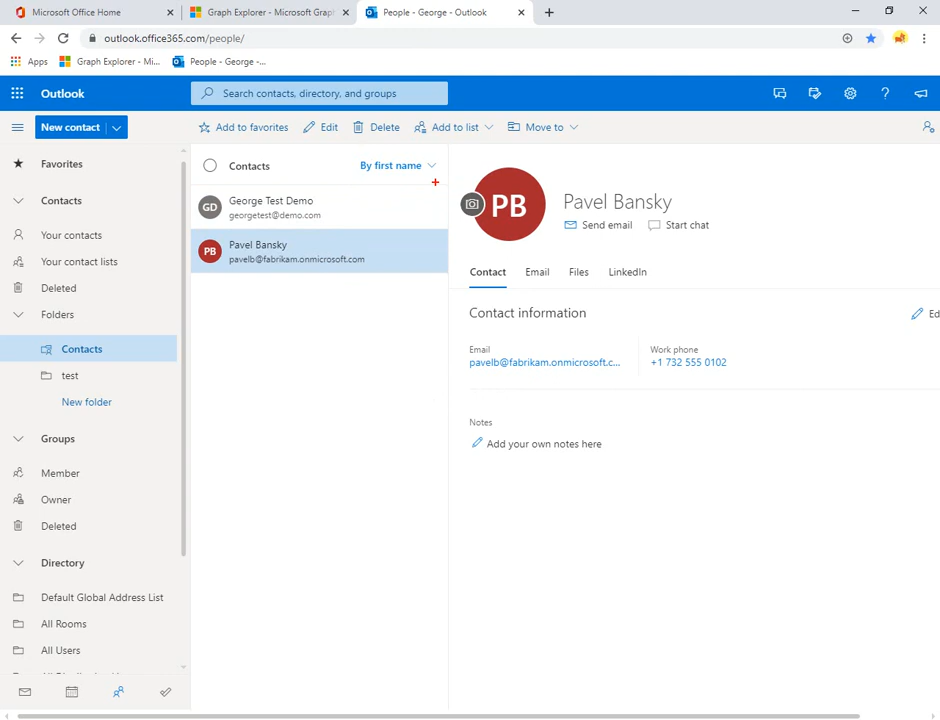 Microsoft Office Home
Graph Explorer - Microsoft Grap
People - George - Outlook
outlook.office365.com/people/
Apps
Graph Explorer - Mi...
People - George -...
Outlook
Search contacts, directory, and groups
New contact
Add to favorites
Edit
Delete
Add to list
Move to
Favorites
Contacts
Your contacts
Your contact lists
Deleted
Folders
Contacts
test
New folder
Groups
Member
Owner
Deleted
Directory
Default Global Address List
All Rooms
All Users
Contacts
By first name
GD
George Test Demo
georgetest@demo.com
PB
Pavel Bansky
pavelb@fabrikam.onmicrosoft.com
PB
Pavel Bansky
Send email
Start chat
Contact
Email
Files
LinkedIn
Contact information
Ed
Email
pavelb@fabrikam.onmicrosoft.c...
Work phone
+1 732 555 0102
Notes
Add your own notes here